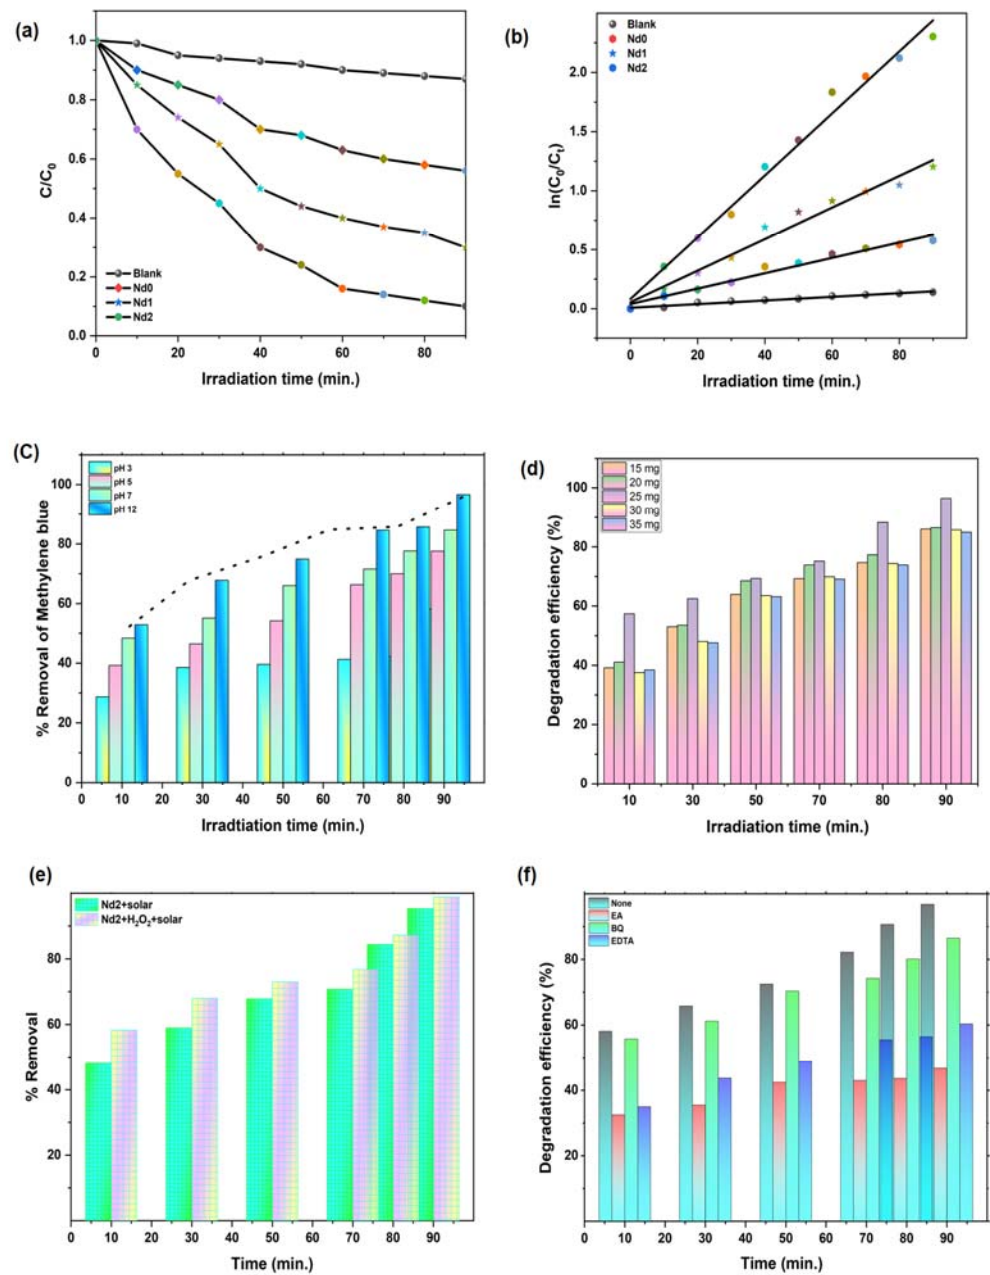 (a)
1.0
0.8
0.6
0.4
0.2
0.0
C/C₀
Blank
Nd0
Nd1
Nd2
0 20 40 60 80
Irradiation time (min.)
(b)
Blank
Nd0
Nd1
Nd2
2.0
1.5
1.0
0.5
0.0
ln(C₀/Cₜ)
0 20 40 60 80
Irradiation time (min.)
(C)
pH 3
pH 5
pH 7
pH 12
100
80
60
40
20
0
% Removal of Methylene blue
0 10 20 30 40 50 60 70 80 90
Irradtiation time (min.)
(d)
15 mg
20 mg
25 mg
30 mg
35 mg
100
80
60
40
20
0
Degradation efficiency (%)
10 30 50 70 80 90
Irradiation time (min.)
(e)
Nd2+solar
Nd2+H₂O₂+solar
100
80
60
40
20
% Removal
0 10 20 30 40 50 60 70 80 90
Time (min.)
(f)
None
EA
BQ
EDTA
80
60
40
20
Degradation efficiency (%)
0 10 20 30 40 50 60 70 80 90
Time (min.)